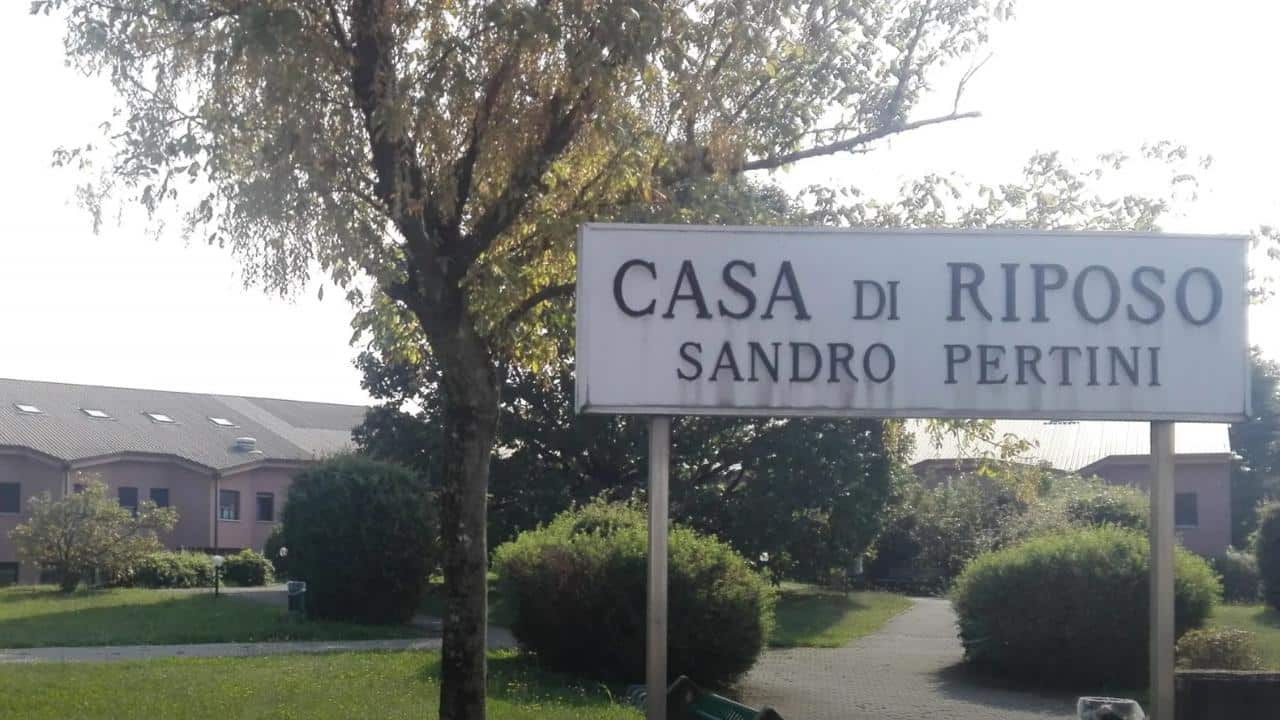 CASA DI RIPOSO
SANDRO PERTINI